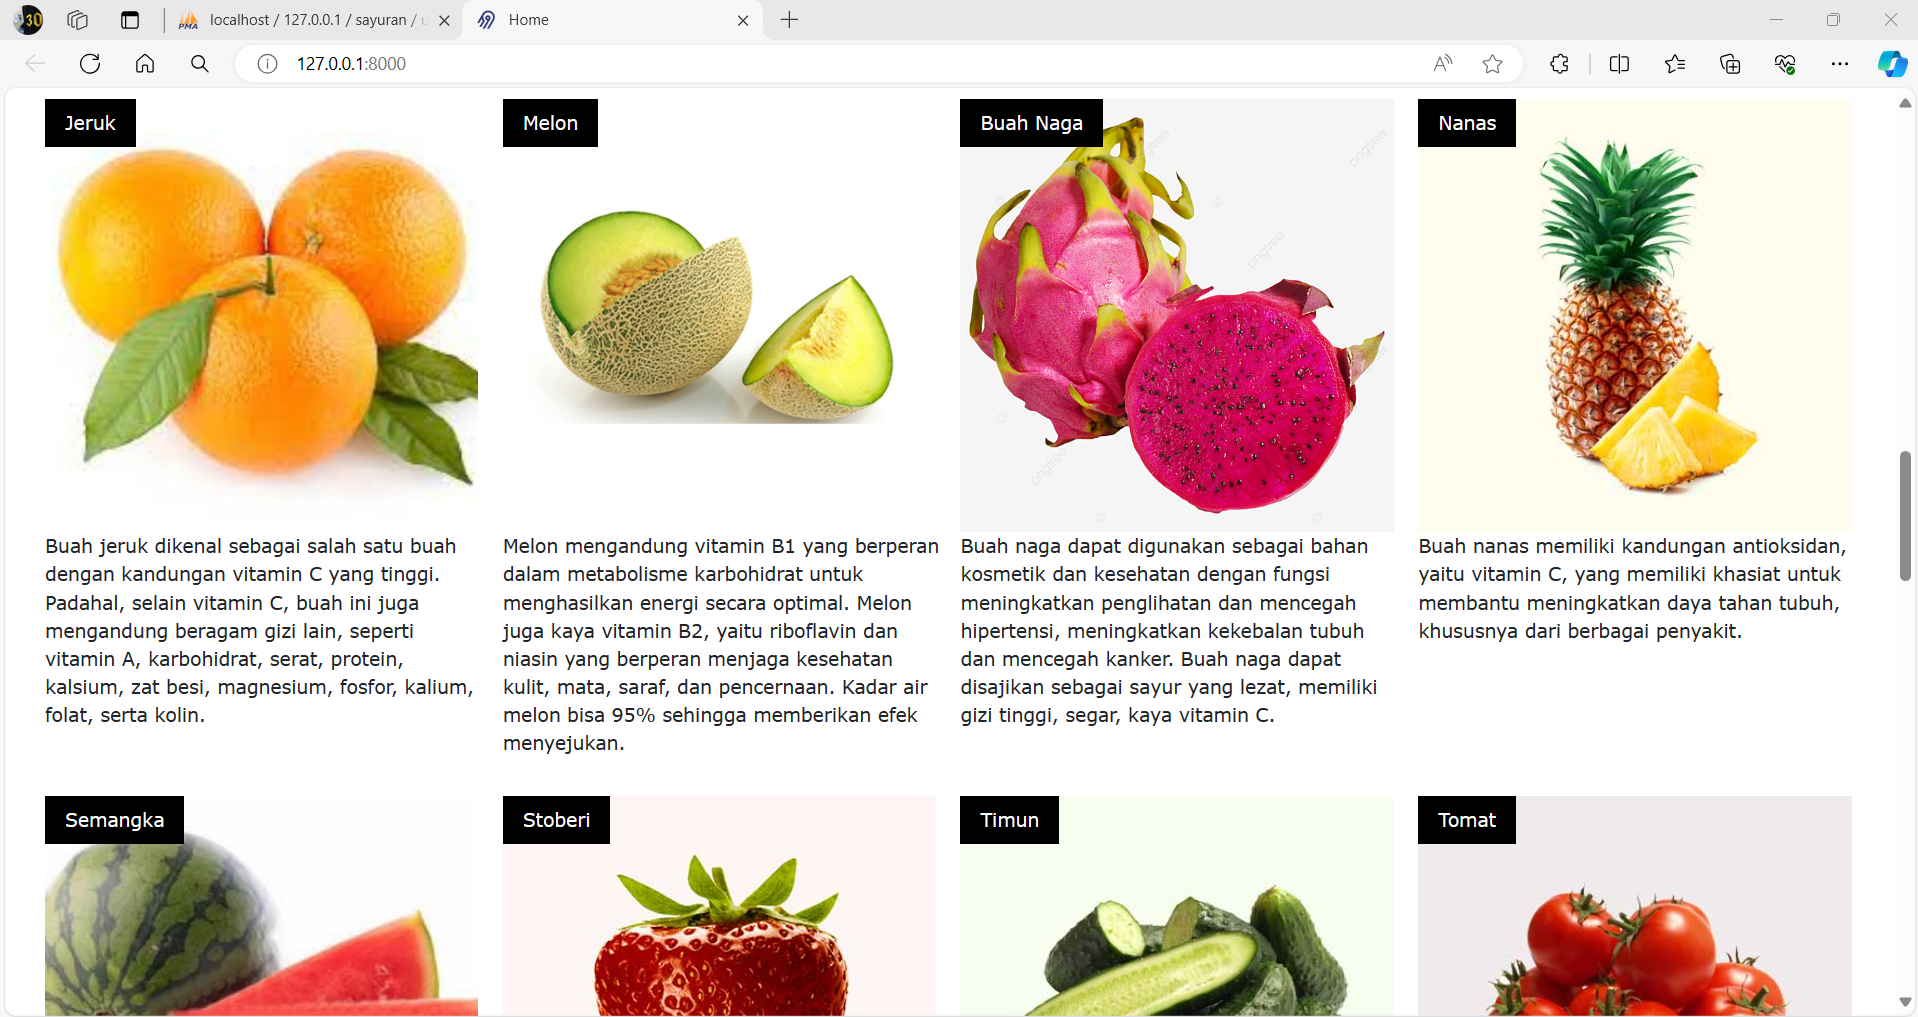 30
PMA
localhost / 127.0.0.1 / sayuran / u
Home
127.0.0.1:8000
Jeruk
Melon
Buah Naga
Nanas
pngtree
pngtree
pngtree
pngtree
Buah jeruk dikenal sebagai salah satu buah
dengan kandungan vitamin C yang tinggi.
Padahal, selain vitamin C, buah ini juga
mengandung beragam gizi lain, seperti
vitamin A, karbohidrat, serat, protein,
kalsium, zat besi, magnesium, fosfor, kalium,
folat, serta kolin.
Melon mengandung vitamin B1 yang berperan
dalam metabolisme karbohidrat untuk
menghasilkan energi secara optimal. Melon
juga kaya vitamin B2, yaitu riboflavin dan
niasin yang berperan menjaga kesehatan
kulit, mata, saraf, dan pencernaan. Kadar air
melon bisa 95% sehingga memberikan efek
menyejukan.
Buah naga dapat digunakan sebagai bahan
kosmetik dan kesehatan dengan fungsi
meningkatkan penglihatan dan mencegah
hipertensi, meningkatkan kekebalan tubuh
dan mencegah kanker. Buah naga dapat
disajikan sebagai sayur yang lezat, memiliki
gizi tinggi, segar, kaya vitamin C.
Buah nanas memiliki kandungan antioksidan,
yaitu vitamin C, yang memiliki khasiat untuk
membantu meningkatkan daya tahan tubuh,
khususnya dari berbagai penyakit.
Semangka
Stoberi
Timun
Tomat